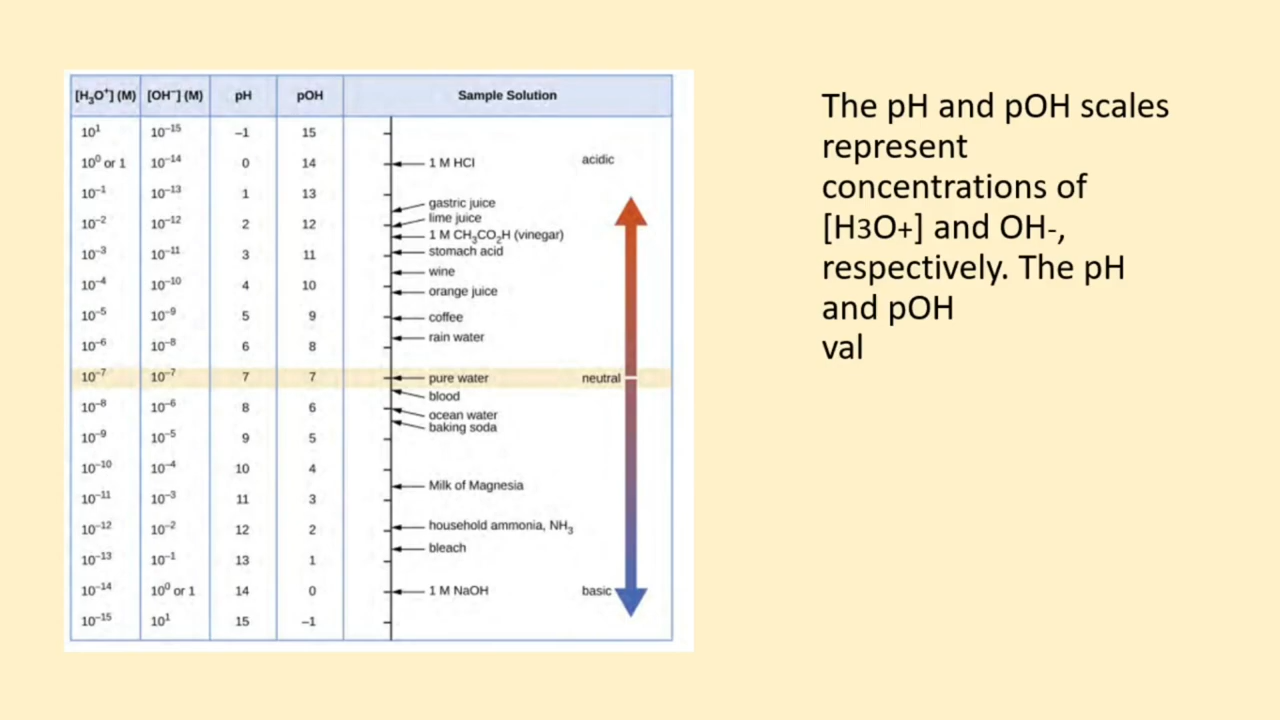 [H₃O⁺] (M) [OH⁻] (M) pH pOH Sample Solution
10¹ 10⁻¹⁵ –1 15
10⁰ or 1 10⁻¹⁴ 0 14 1 M HCl acidic
10⁻¹ 10⁻¹³ 1 13
gastric juice
10⁻² 10⁻¹² 2 12 lime juice
1 M CH₃CO₂H (vinegar)
10⁻³ 10⁻¹¹ 3 11 stomach acid
wine
10⁻⁴ 10⁻¹⁰ 4 10 orange juice
10⁻⁵ 10⁻⁹ 5 9 coffee
rain water
10⁻⁶ 10⁻⁸ 6 8
10⁻⁷ 10⁻⁷ 7 7 pure water neutral
blood
10⁻⁸ 10⁻⁶ 8 6 ocean water
baking soda
10⁻⁹ 10⁻⁵ 9 5
10⁻¹⁰ 10⁻⁴ 10 4
Milk of Magnesia
10⁻¹¹ 10⁻³ 11 3
10⁻¹² 10⁻² 12 2 household ammonia, NH₃
bleach
10⁻¹³ 10⁻¹ 13 1
10⁻¹⁴ 10⁰ or 1 14 0 1 M NaOH basic
10⁻¹⁵ 10¹ 15 –1
The pH and pOH scales
represent
concentrations of
[H3O+] and OH-,
respectively. The pH
and pOH
val